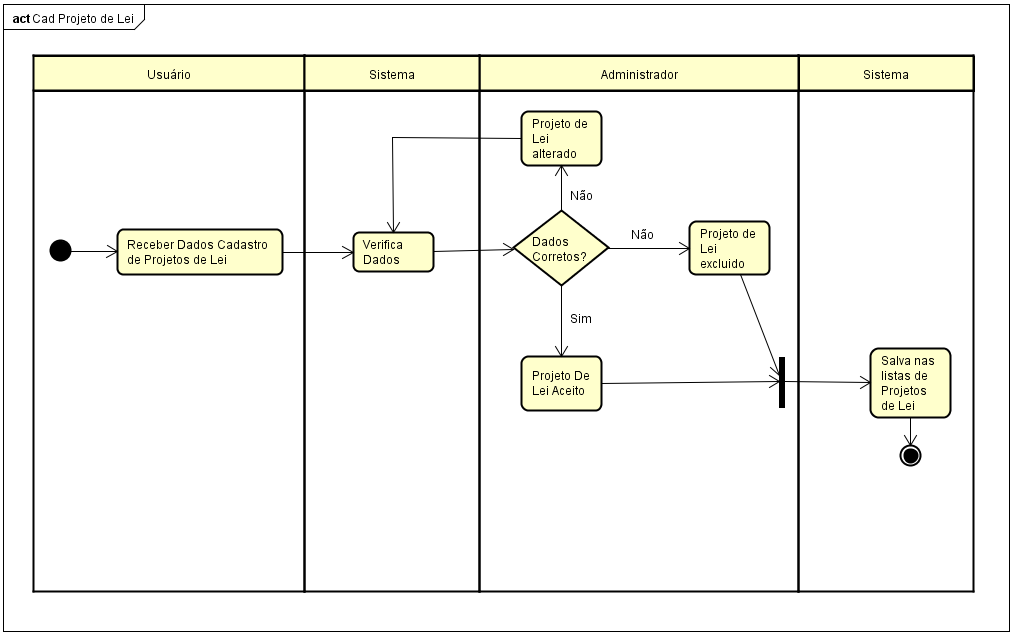 act Cad Projeto de Lei
Usuário
Sistema
Administrador
Sistema
Projeto de
Lei
alterado
Não
Receber Dados Cadastro
de Projetos de Lei
Verifica
Dados
Dados
Corretos?
Não
Projeto de
Lei
excluido
Sim
Projeto De
Lei Aceito
Salva nas
listas de
Projetos
de Lei